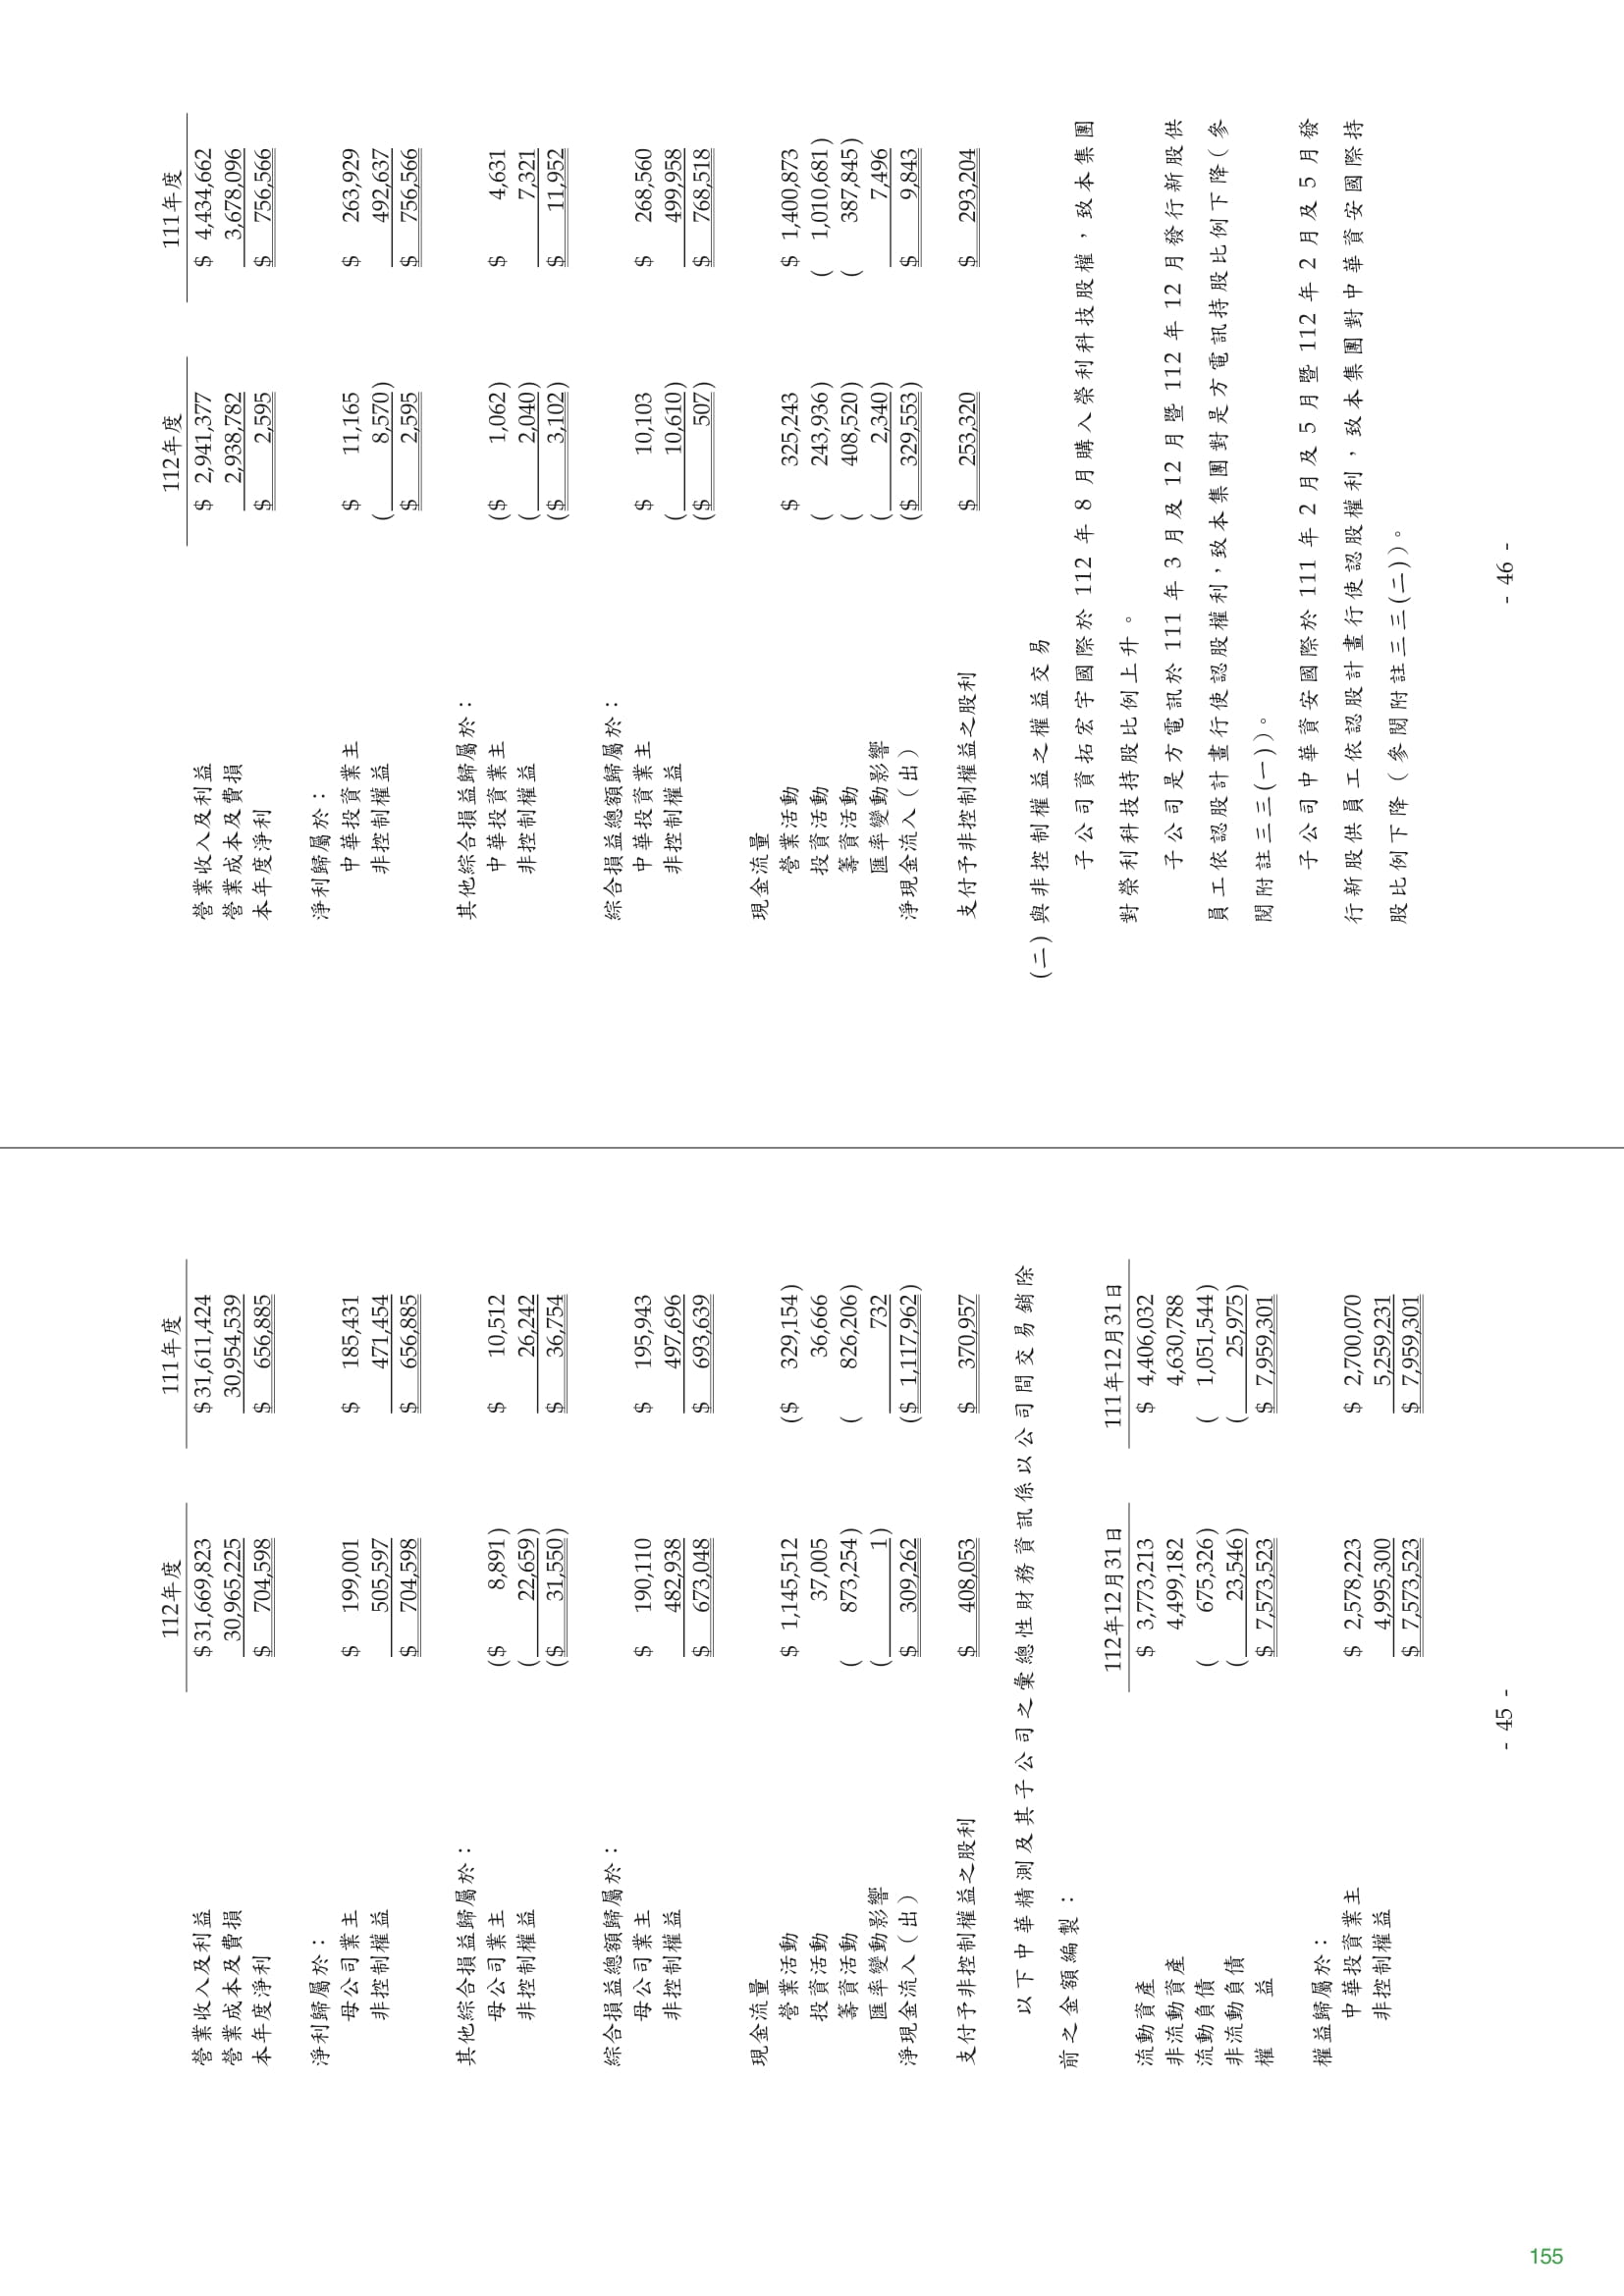 112年度 111年度
營業收入及利益 $ 31,669,823 $ 31,611,424
營業成本及費損 30,965,225 30,954,539
本年度淨利 $ 704,598 $ 656,885
淨利歸屬於：
母公司業主 $ 199,001 $ 185,431
非控制權益 505,597 471,454
$ 704,598 $ 656,885
其他綜合損益歸屬於：
母公司業主 ($ 8,891) $ 10,512
非控制權益 ( 22,659) 26,242
($ 31,550) $ 36,754
綜合損益總額歸屬於：
母公司業主 $ 190,110 $ 195,943
非控制權益 482,938 497,696
$ 673,048 $ 693,639
現金流量
營業活動 $ 1,145,512 ($ 329,154)
投資活動 37,005 36,666
籌資活動 ( 873,254) ( 826,206)
匯率變動影響 ( 1) 732
淨現金流入（出） $ 309,262 ($ 1,117,962)
支付予非控制權益之股利 $ 408,053 $ 370,957
以下中華精測及其子公司之彙總性財務資訊係以公司間交易銷除
前之金額編製：
112年12月31日 111年12月31日
流動資產 $ 3,773,213 $ 4,406,032
非流動資產 4,499,182 4,630,788
流動負債 ( 675,326) ( 1,051,544)
非流動負債 ( 23,546) ( 25,975)
權　　益 $ 7,573,523 $ 7,959,301
權益歸屬於：
中華投資業主 $ 2,578,223 $ 2,700,070
非控制權益 4,995,300 5,259,231
$ 7,573,523 $ 7,959,301
- 45 -
112年度 111年度
營業收入及利益 $ 2,941,377 $ 4,434,662
營業成本及費損 2,938,782 3,678,096
本年度淨利 $ 2,595 $ 756,566
淨利歸屬於：
中華投資業主 $ 11,165 $ 263,929
非控制權益 ( 8,570) 492,637
$ 2,595 $ 756,566
其他綜合損益歸屬於：
中華投資業主 ($ 1,062) $ 4,631
非控制權益 ( 2,040) 7,321
($ 3,102) $ 11,952
綜合損益總額歸屬於：
中華投資業主 $ 10,103 $ 268,560
非控制權益 ( 10,610) 499,958
($ 507) $ 768,518
現金流量
營業活動 $ 325,243 $ 1,400,873
投資活動 ( 243,936) ( 1,010,681)
籌資活動 ( 408,520) ( 387,845)
匯率變動影響 ( 2,340) 7,496
淨現金流入（出） ($ 329,553) $ 9,843
支付予非控制權益之股利 $ 253,320 $ 293,204
(二) 與非控制權益之權益交易
子公司資拓宏宇國際於 112 年 8 月購入榮利科技股權，致本集團
對榮利科技持股比例上升。
子公司是方電訊於 111 年 3 月及 12 月暨 112 年 12 月發行新股供
員工依認股計畫行使認股權利，致本集團對是方電訊持股比例下降（參
閱附註三三(一)）。
子公司中華資安國際於 111 年 2 月及 5 月暨 112 年 2 月及 5 月發
行新股供員工依認股計畫行使認股權利，致本集團對中華資安國際持
股比例下降（參閱附註三三(二)）。
- 46 -
155